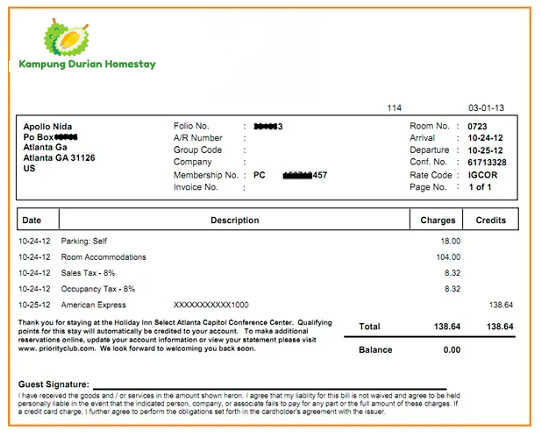 Kampung Durian Homestay
114 03-01-13
Apollo Nida Folio No. : 3 Room No. : 0723
Po Box A/R Number : Arrival : 10-24-12
Atlanta Ga Group Code : Departure : 10-25-12
Atlanta GA 31126 Company : Conf. No. : 61713328
US Membership No. : PC 457 Rate Code : IGCOR
Invoice No. : Page No. : 1 of 1
Date Description Charges Credits
10-24-12 Parking: Self 18.00
10-24-12 Room Accommodations 104.00
10-24-12 Sales Tax - 8% 8.32
10-24-12 Occupancy Tax - 8% 8.32
10-25-12 American Express XXXXXXXXXXX1000 138.64
Thank you for staying at the Holiday Inn Select Atlanta Capitol Conference Center. Qualifying
points for this stay will automatically be credited to your account. To make additional
reservations online, update your account information or view your statement please visit
www.priorityclub.com. We look forward to welcoming you back soon.
Total 138.64 138.64
Balance 0.00
Guest Signature:
I have received the goods and / or services in the amount shown heron. I agree that my liablity for this bill is not waived and agree to be held
personally liable in the event that the indicated person, company, or associate fails to pay for any part or the full amount of these charges. If
a credit card charge, I further agree to perform the obligations set forth in the cardholder's agreement with the issuer.